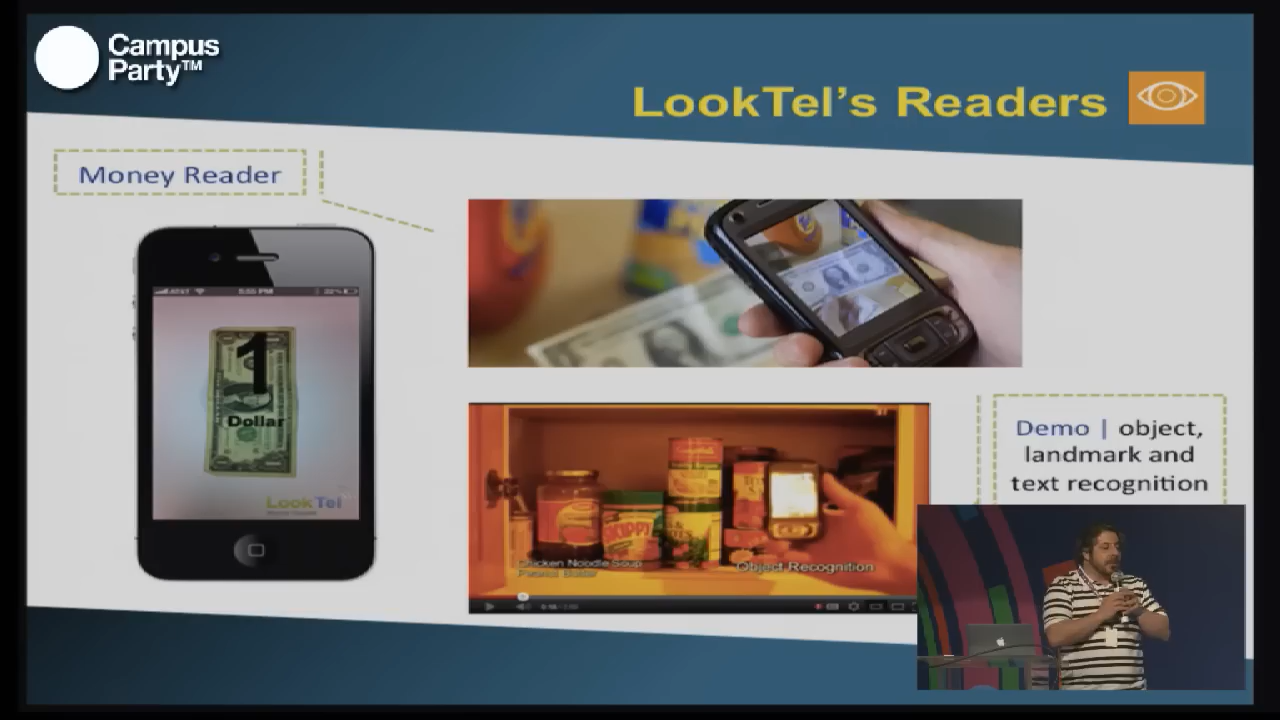 Campus
Party™
LookTel's Readers
Money Reader
1
Dollar
LookTel
SKIPPY
Chicken Noodle Soup
Peanut Butter
Object Recognition
Demo | object,
landmark and
text recognition